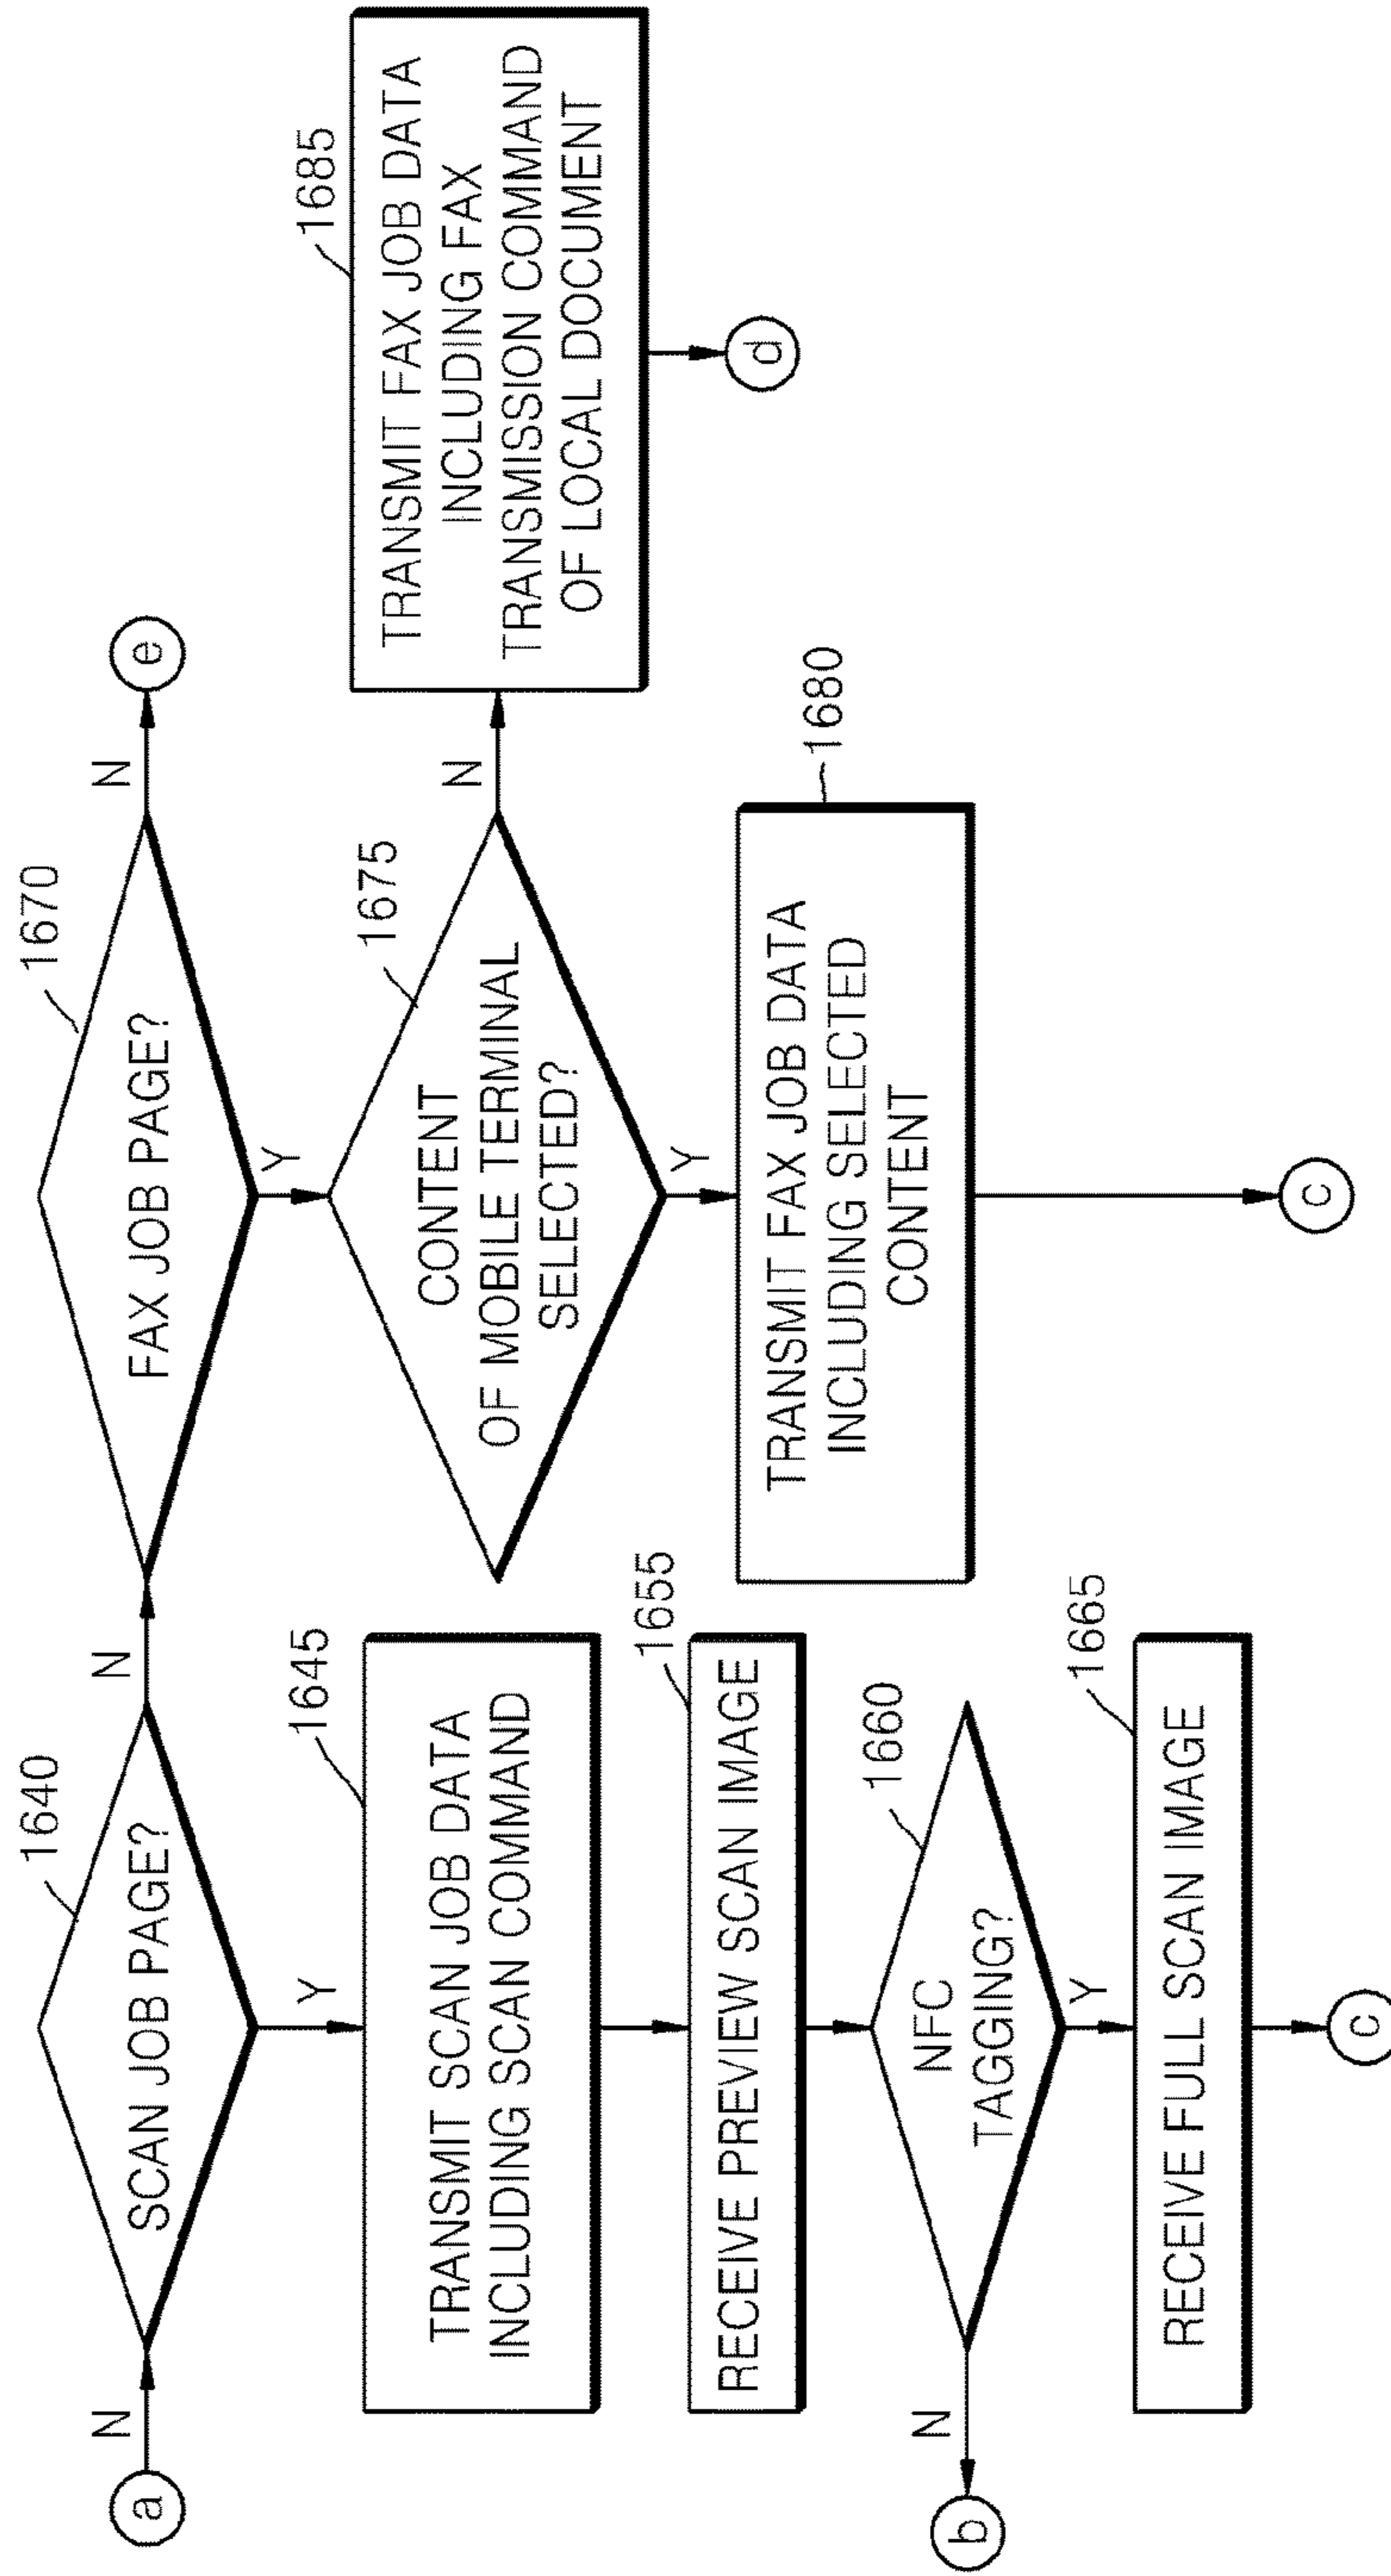 a
N
SCAN JOB PAGE?
1640
N
FAX JOB PAGE?
1670
N
e
Y
TRANSMIT SCAN JOB DATA
INCLUDING SCAN COMMAND
1645
RECEIVE PREVIEW SCAN IMAGE
1655
NFC
TAGGING?
1660
N
b
Y
RECEIVE FULL SCAN IMAGE
1665
c
Y
CONTENT
OF MOBILE TERMINAL
SELECTED?
1675
N
TRANSMIT FAX JOB DATA
INCLUDING FAX
TRANSMISSION COMMAND
OF LOCAL DOCUMENT
1685
d
Y
TRANSMIT FAX JOB DATA
INCLUDING SELECTED
CONTENT
1680
c